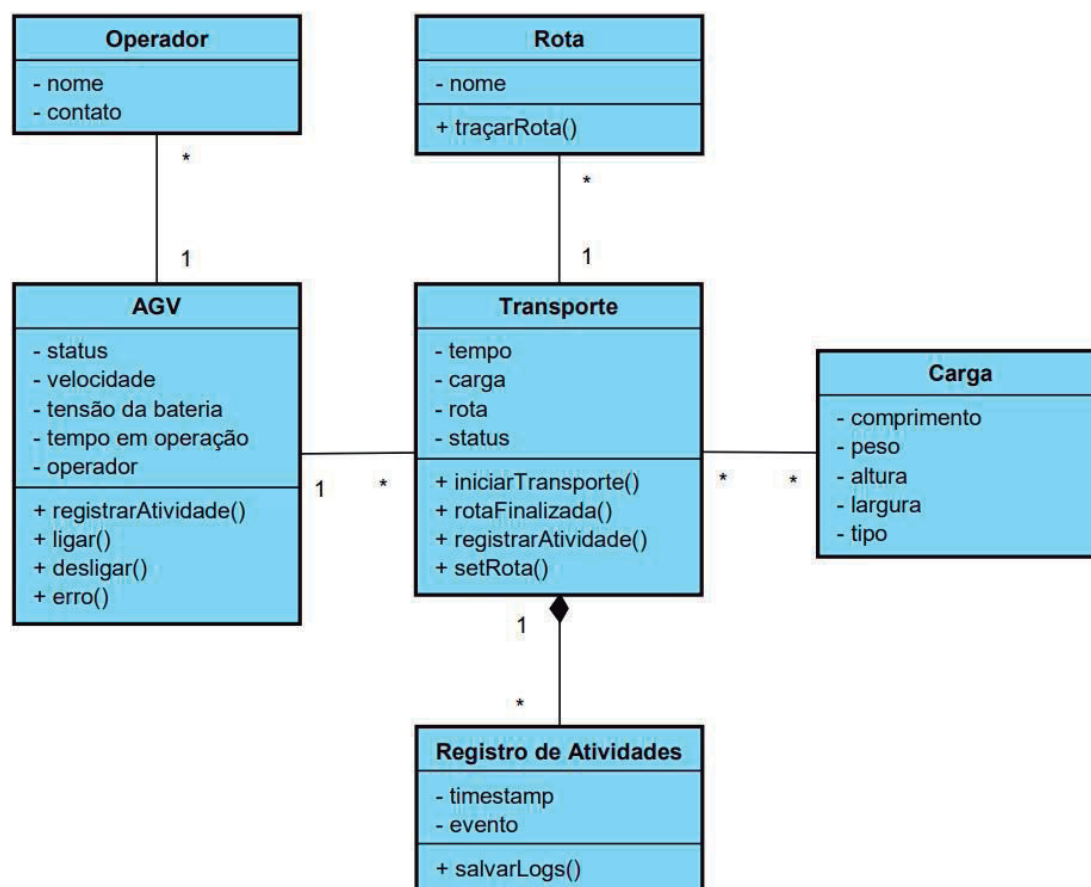 Operador
- nome
- contato
*
1
Rota
- nome
+ traçarRota()
*
1
AGV
- status
- velocidade
- tensão da bateria
- tempo em operação
- operador
+ registrarAtividade()
+ ligar()
+ desligar()
+ erro()
1
*
Transporte
- tempo
- carga
- rota
- status
+ iniciarTransporte()
+ rotaFinalizada()
+ registrarAtividade()
+ setRota()
*
*
Carga
- comprimento
- peso
- altura
- largura
- tipo
1
*
Registro de Atividades
- timestamp
- evento
+ salvarLogs()